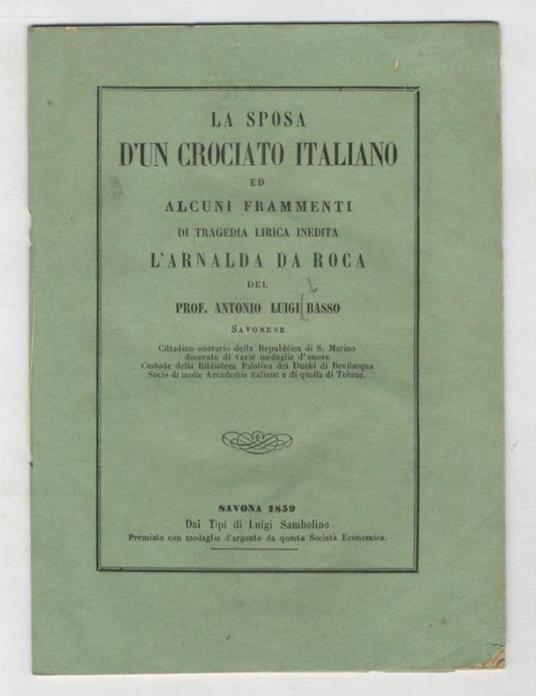 LA SPOSA
D'UN CROCIATO ITALIANO
ED
ALCUNI FRAMMENTI
DI TRAGEDIA LIRICA INEDITA
L'ARNALDA DA ROCA
DEL
PROF. ANTONIO LUIGI BASSO
SAVONESE
Cittadino onorario della Repubblica di S. Marino
decorato di varie medaglie d'onore
Custode della Biblioteca Palatina dei Duchi di Bevilacqua
Socio di molte Accademie italiane e di quella di Tolone.
SAVONA 1859
Dai Tipi di Luigi Sambolino
Premiato con medaglia d'argento da questa Società Economica.